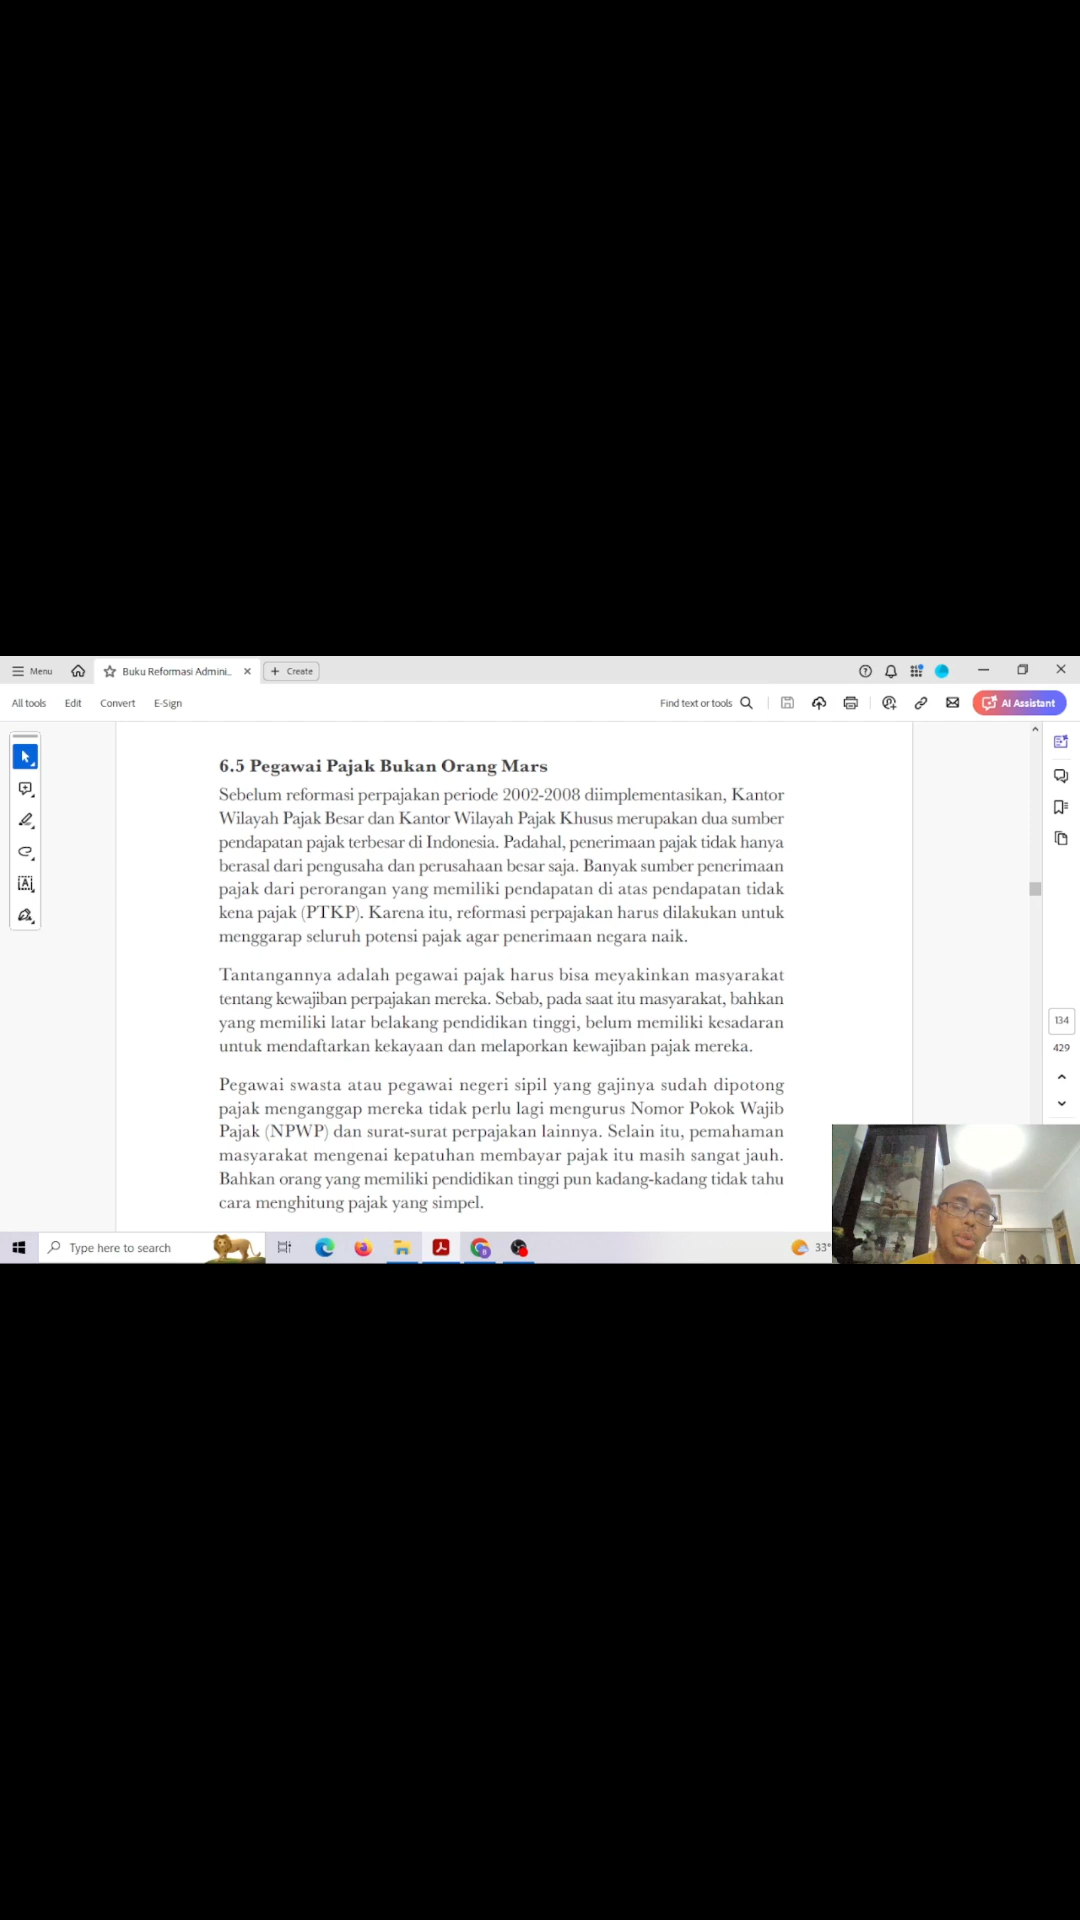 Menu
Buku Reformasi Admini...
Create
All tools
Edit
Convert
E-Sign
Find text or tools
AI Assistant
6.5 Pegawai Pajak Bukan Orang Mars
Sebelum reformasi perpajakan periode 2002-2008 diimplementasikan, Kantor
Wilayah Pajak Besar dan Kantor Wilayah Pajak Khusus merupakan dua sumber
pendapatan pajak terbesar di Indonesia. Padahal, penerimaan pajak tidak hanya
berasal dari pengusaha dan perusahaan besar saja. Banyak sumber penerimaan
pajak dari perorangan yang memiliki pendapatan di atas pendapatan tidak
kena pajak (PTKP). Karena itu, reformasi perpajakan harus dilakukan untuk
menggarap seluruh potensi pajak agar penerimaan negara naik.
Tantangannya adalah pegawai pajak harus bisa meyakinkan masyarakat
tentang kewajiban perpajakan mereka. Sebab, pada saat itu masyarakat, bahkan
yang memiliki latar belakang pendidikan tinggi, belum memiliki kesadaran
untuk mendaftarkan kekayaan dan melaporkan kewajiban pajak mereka.
Pegawai swasta atau pegawai negeri sipil yang gajinya sudah dipotong
pajak menganggap mereka tidak perlu lagi mengurus Nomor Pokok Wajib
Pajak (NPWP) dan surat-surat perpajakan lainnya. Selain itu, pemahaman
masyarakat mengenai kepatuhan membayar pajak itu masih sangat jauh.
Bahkan orang yang memiliki pendidikan tinggi pun kadang-kadang tidak tahu
cara menghitung pajak yang simpel.
134
429
Type here to search
33°